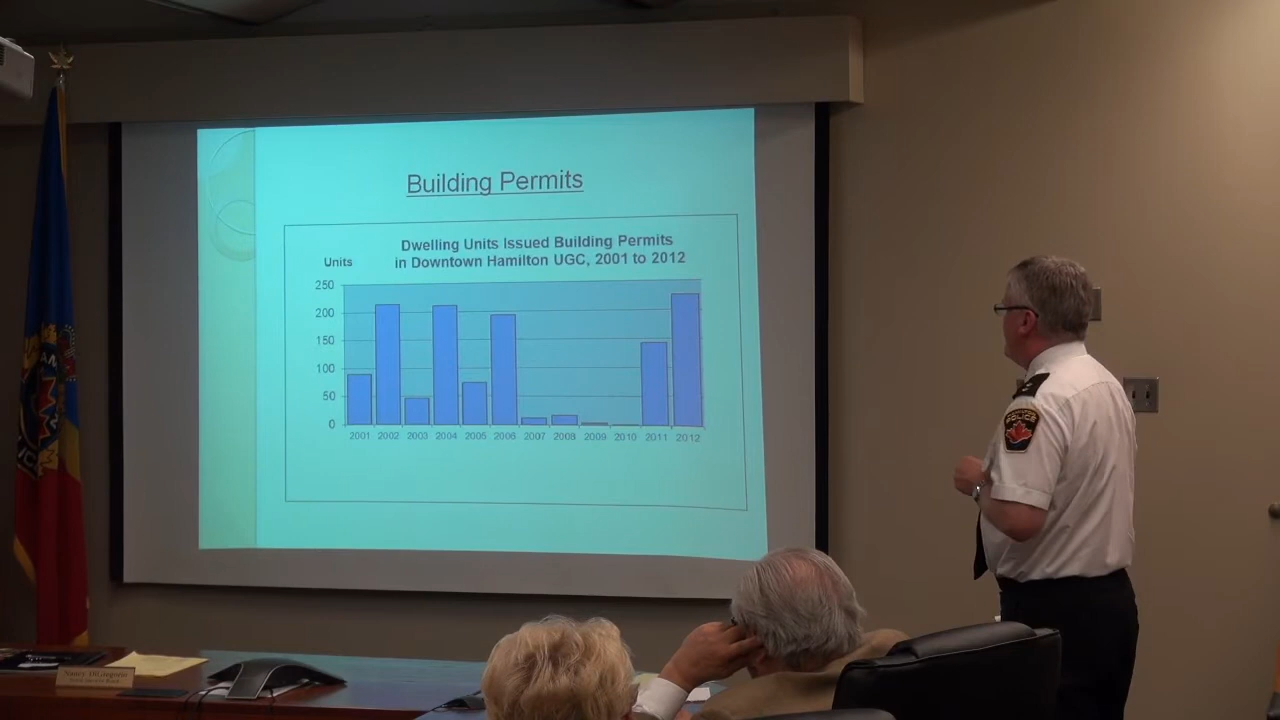 Building Permits
Dwelling Units Issued Building Permits
in Downtown Hamilton UGC, 2001 to 2012
Units
250
200
150
100
50
0
2001 2002 2003 2004 2005 2006 2007 2008 2009 2010 2011 2012
POLICE